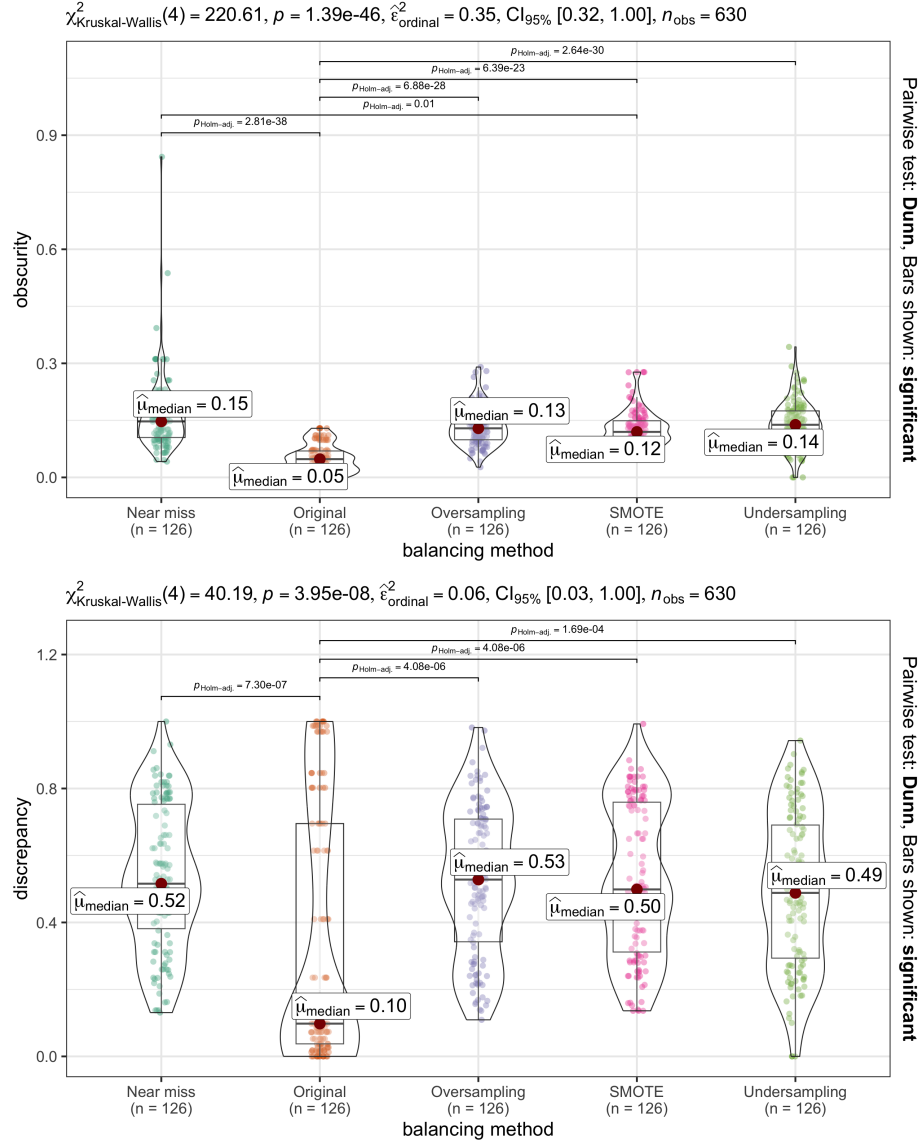 χ²Kruskal-Wallis(4) = 220.61, p = 1.39e-46, ε̂²ordinal = 0.35, CI95% [0.32, 1.00], nobs = 630
pHolm-adj. = 2.64e-30
pHolm-adj. = 6.39e-23
pHolm-adj. = 6.88e-28
pHolm-adj. = 0.01
pHolm-adj. = 2.81e-38
0.9
0.6
0.3
0.0
obscurity
μ̂median = 0.15
μ̂median = 0.05
μ̂median = 0.13
μ̂median = 0.12
μ̂median = 0.14
Near miss Original Oversampling SMOTE Undersampling
(n = 126) (n = 126) (n = 126) (n = 126) (n = 126)
balancing method
Pairwise test: Dunn, Bars shown: significant
χ²Kruskal-Wallis(4) = 40.19, p = 3.95e-08, ε̂²ordinal = 0.06, CI95% [0.03, 1.00], nobs = 630
pHolm-adj. = 1.69e-04
pHolm-adj. = 4.08e-06
pHolm-adj. = 4.08e-06
pHolm-adj. = 7.30e-07
1.2
0.8
0.4
0.0
discrepancy
μ̂median = 0.52
μ̂median = 0.10
μ̂median = 0.53
μ̂median = 0.50
μ̂median = 0.49
Near miss Original Oversampling SMOTE Undersampling
(n = 126) (n = 126) (n = 126) (n = 126) (n = 126)
balancing method
Pairwise test: Dunn, Bars shown: significant